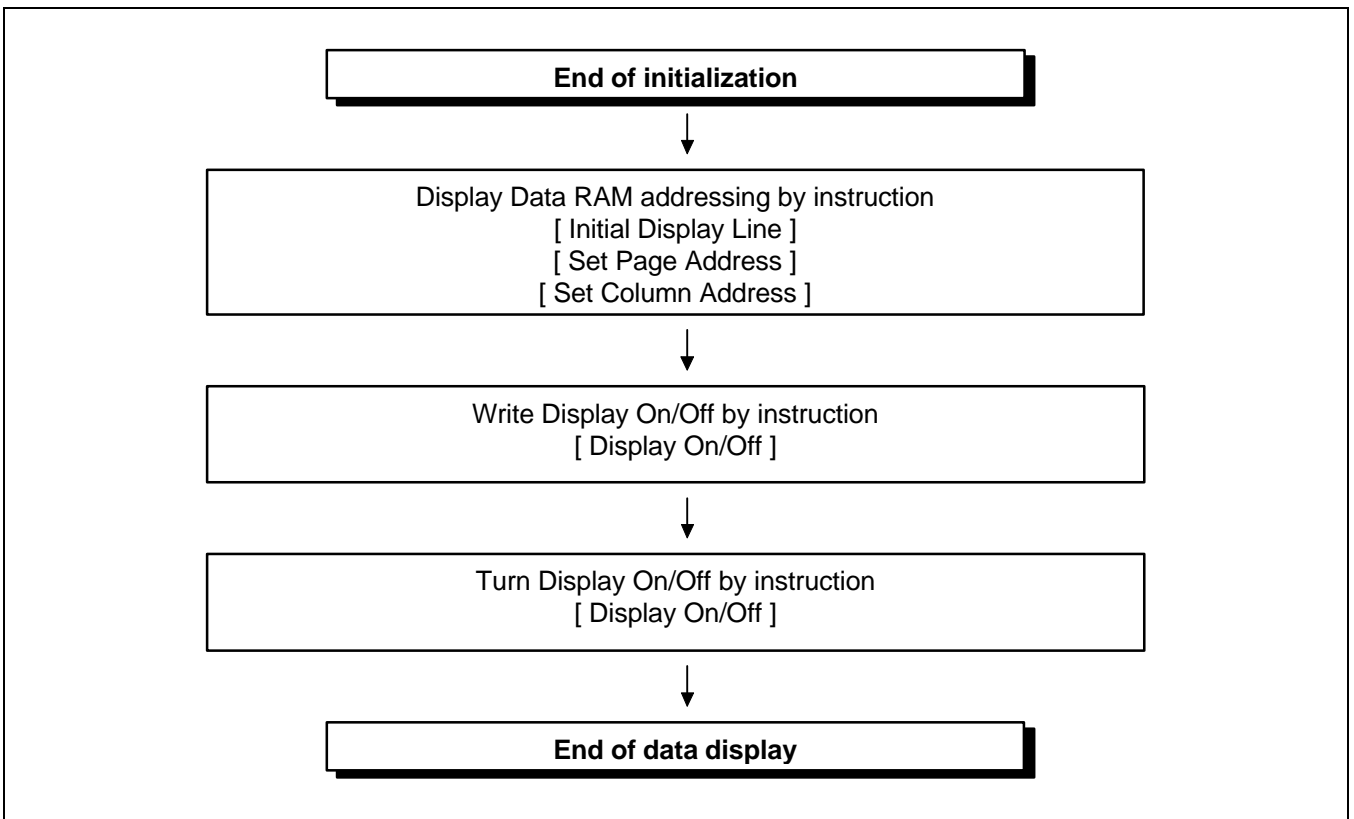 End of initialization
Display Data RAM addressing by instruction
[ Initial Display Line ]
[ Set Page Address ]
[ Set Column Address ]
Write Display On/Off by instruction
[ Display On/Off ]
Turn Display On/Off by instruction
[ Display On/Off ]
End of data display